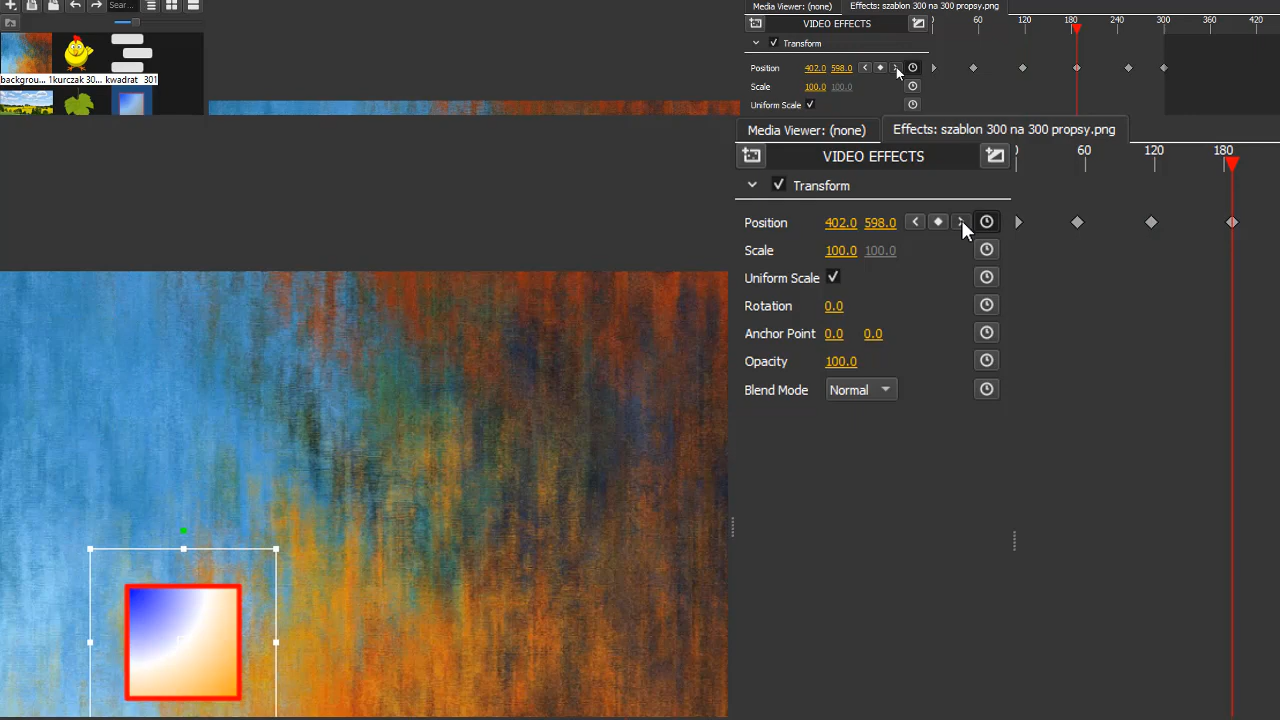 Sear...
Media Viewer: (none) Effects: szablon 300 na 300 propsy.png
VIDEO EFFECTS
60 120 180 240 300 360 420
Transform
Position 402.0 598.0
Scale 100.0 100.0
Uniform Scale
backgrou... 1kurczak 30... kwadrat 301
Media Viewer: (none) Effects: szablon 300 na 300 propsy.png
VIDEO EFFECTS
0 60 120 180
Transform
Position 402.0 598.0
Scale 100.0 100.0
Uniform Scale
Rotation 0.0
Anchor Point 0.0 0.0
Opacity 100.0
Blend Mode Normal